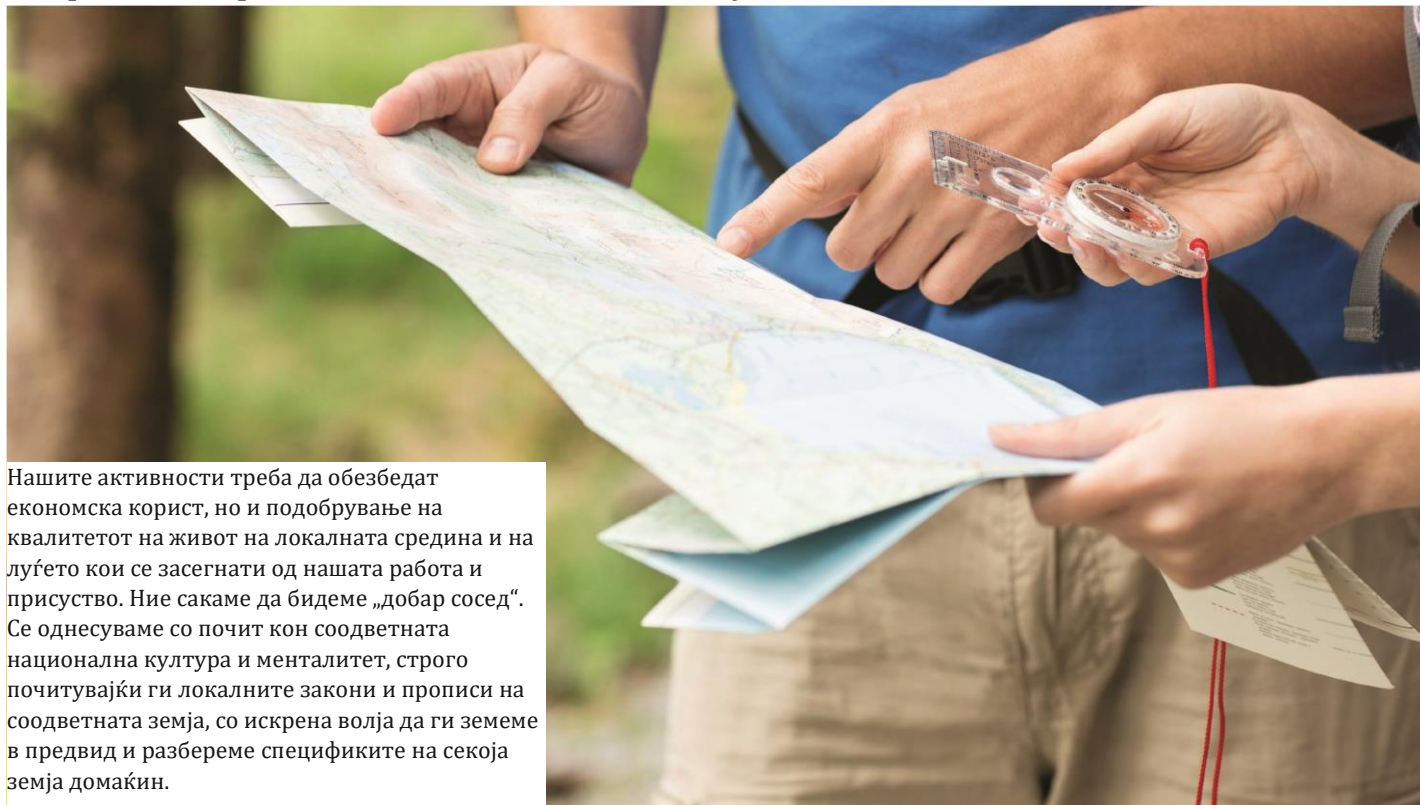 Нашите активности треба да обезбедат
економска корист, но и подобрување на
квалитетот на живот на локалната средина и на
луѓето кои се засегнати од нашата работа и
присуство. Ние сакаме да бидеме „добар сосед“.
Се однесуваме со почит кон соодветната
национална култура и менталитет, строго
почитувајќи ги локалните закони и прописи на
соодветната земја, со искрена волја да ги земеме
в предвид и разбереме спецификите на секоја
земја домаќин.